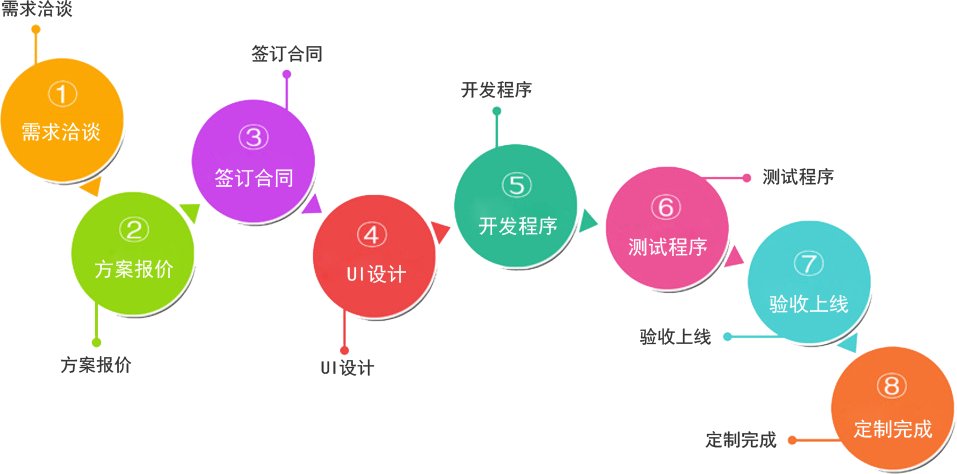 需求洽谈
①
需求洽谈
②
方案报价
方案报价
签订合同
③
签订合同
④
UI设计
UI设计
开发程序
⑤
开发程序
⑥
测试程序
测试程序
⑦
验收上线
验收上线
⑧
定制完成
定制完成